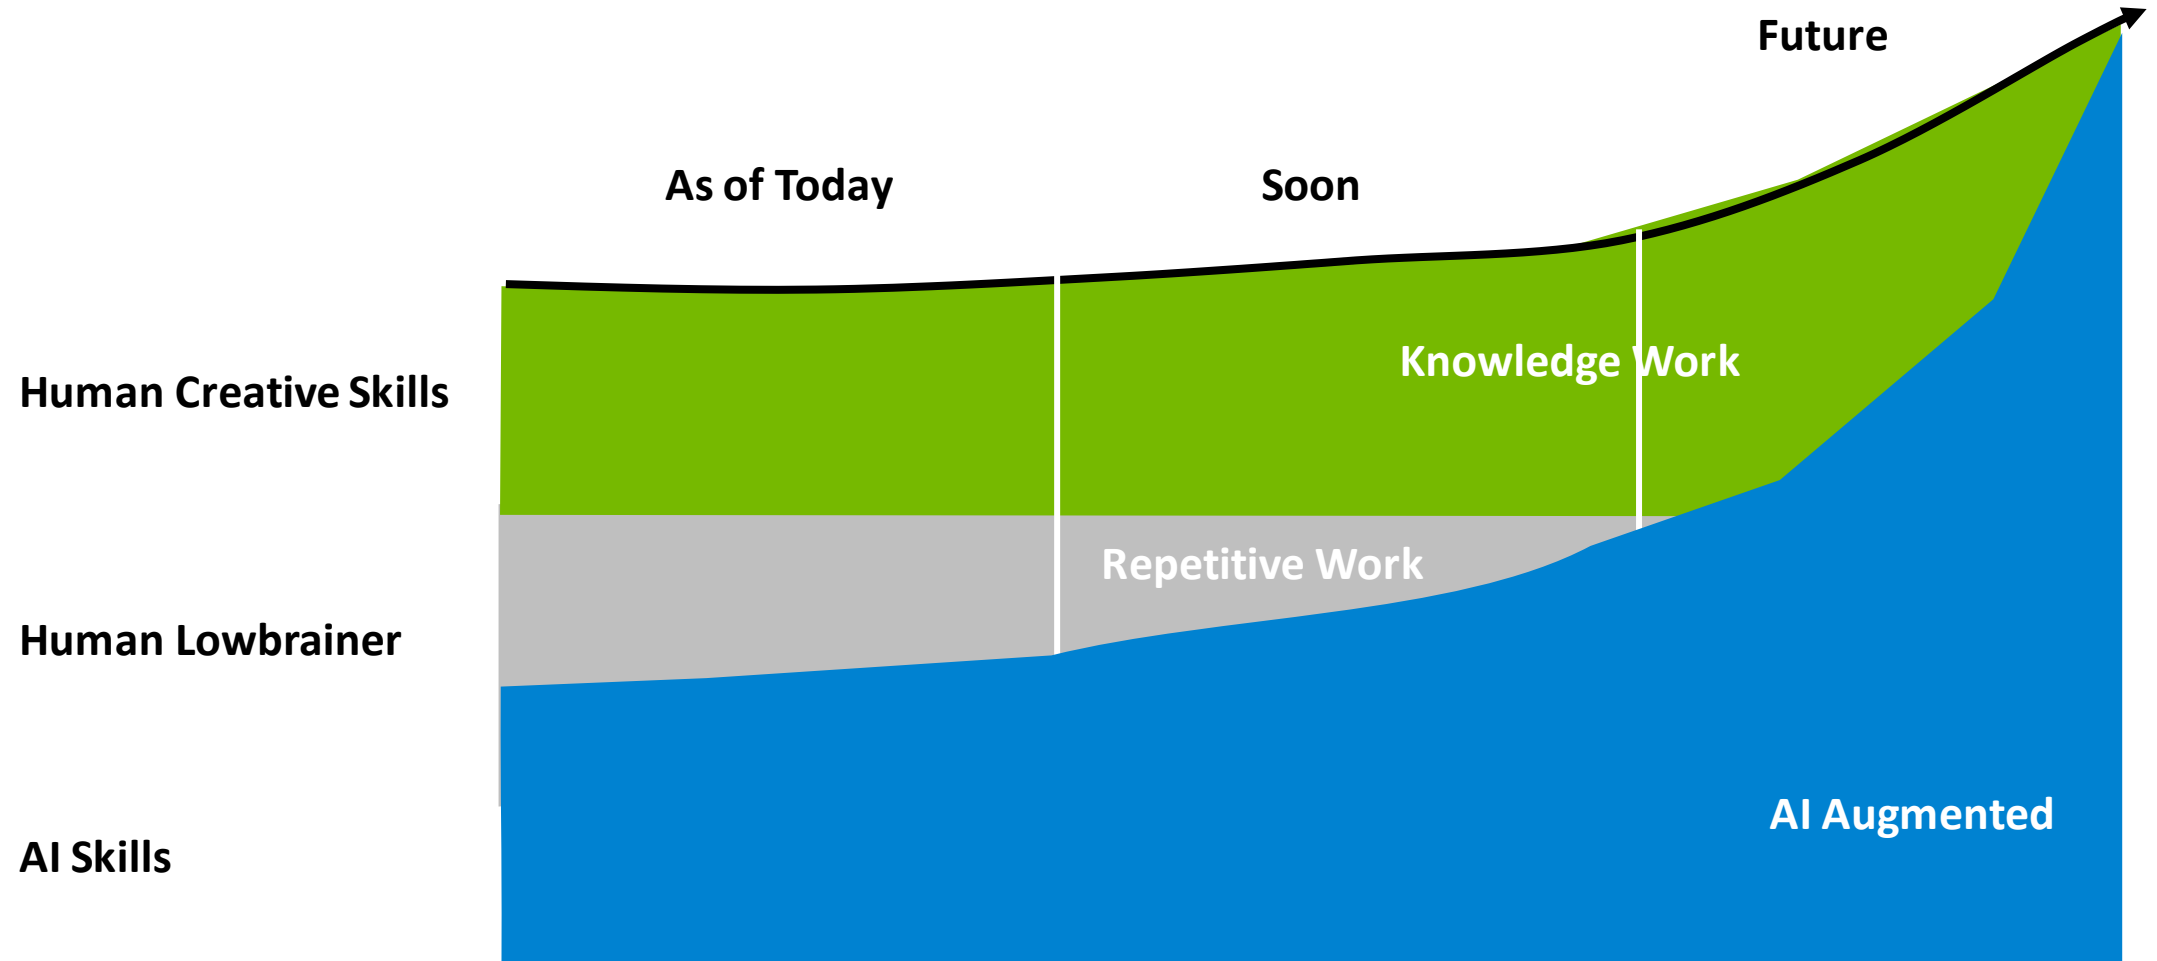 Future
As of Today
Soon
Knowledge Work
Human Creative Skills
Repetitive Work
Human Lowbrainer
AI Augmented
AI Skills